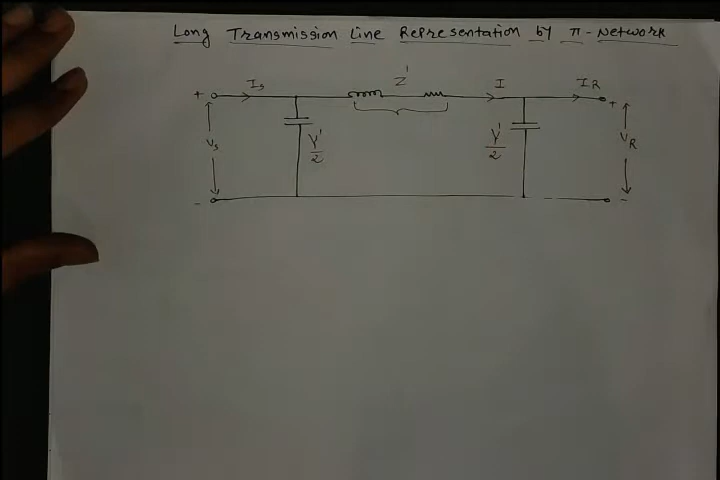 Long Transmission Line Representation by π-Network
Z'
+ Is I IR +
Vs Y'/2 Y'/2 VR
- -